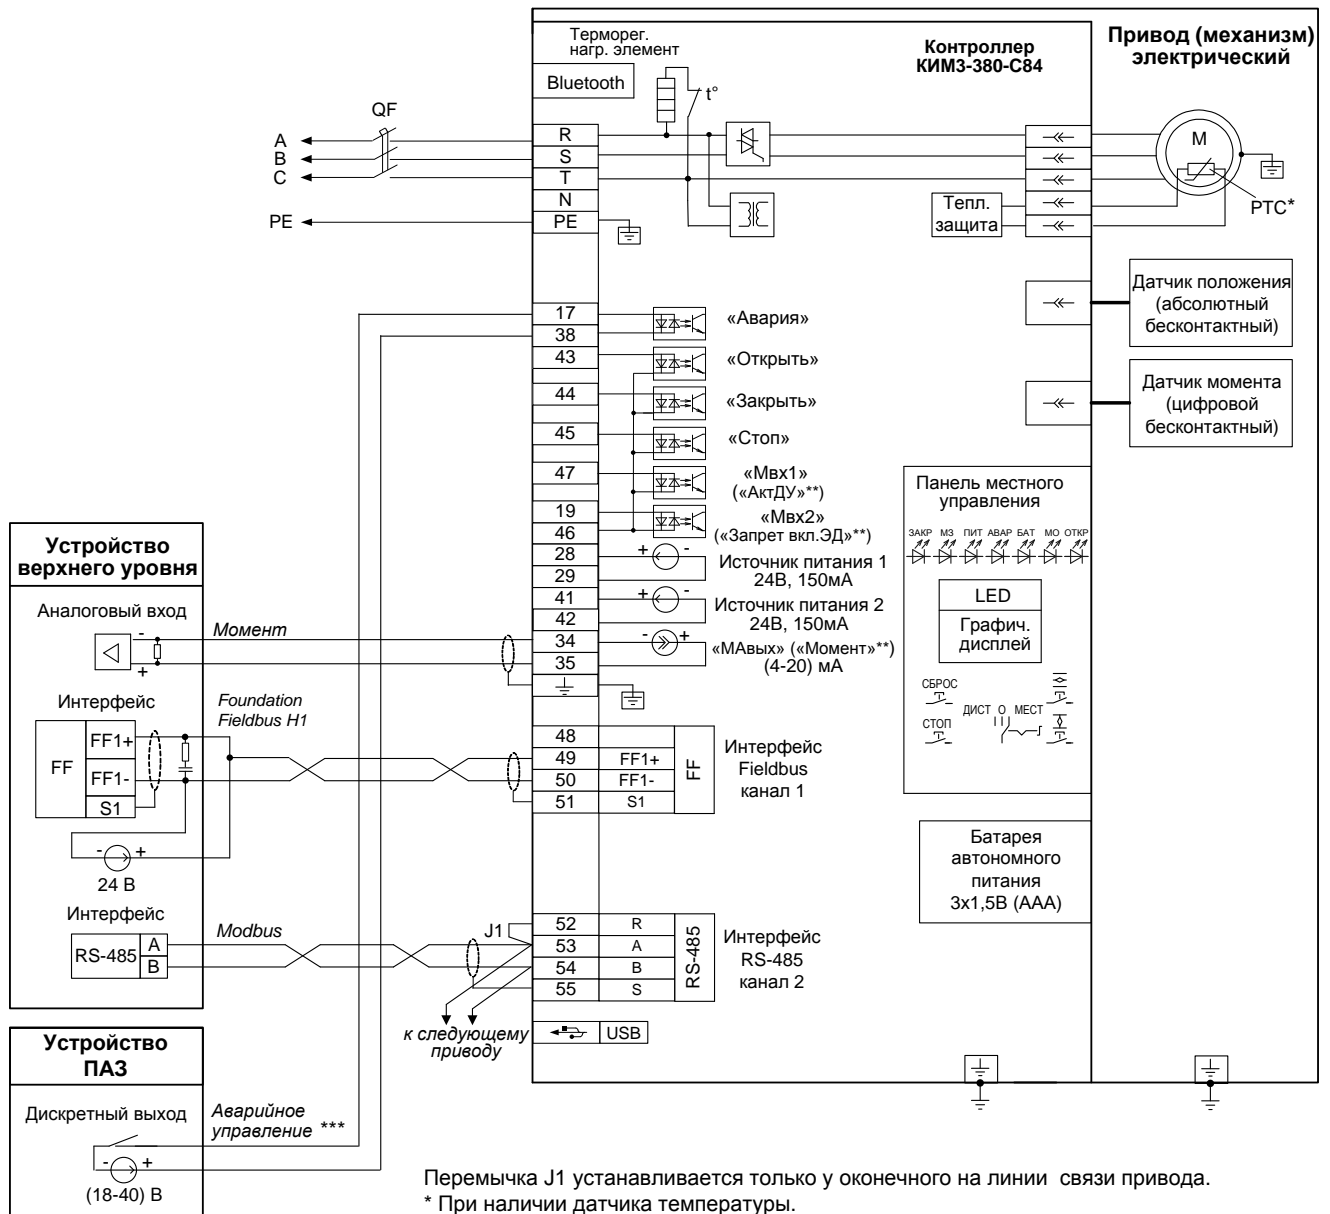 Терморег.
нагр. элемент
Контроллер
КИМ3-380-С84
Привод (механизм)
электрический
Bluetooth
t°
QF
A
B
C
PE
R
S
T
N
PE
M
PTC*
Тепл.
защита
Датчик положения
(абсолютный
бесконтактный)
Датчик момента
(цифровой
бесконтактный)
17
38
43
44
45
47
19
46
28
29
41
42
34
35
«Авария»
«Открыть»
«Закрыть»
«Стоп»
«Мвх1»
(«АктДУ»**)
«Мвх2»
(«Запрет вкл.ЭД»**)
+ -
Источник питания 1
24В, 150мА
+ -
Источник питания 2
24В, 150мА
- +
«МАвых» («Момент»**)
(4-20) мА
Панель местного
управления
ЗАКР МЗ ПИТ АВАР БАТ МО ОТКР
LED
Графич.
дисплей
СБРОС
СТОП
ДИСТ О МЕСТ
Батарея
автономного
питания
3х1,5В (ААА)
Устройство
верхнего уровня
Аналоговый вход
-
+
Момент
Интерфейс
FF
FF1+
FF1-
S1
Foundation
Fieldbus H1
- +
24 В
Интерфейс
RS-485
A
B
Modbus
48
49 FF1+
50 FF1-
51 S1
FF
Интерфейс
Fieldbus
канал 1
J1
52 R
53 A
54 B
55 S
RS-485
Интерфейс
RS-485
канал 2
к следующему
приводу
USB
Устройство
ПАЗ
Дискретный выход
- +
(18-40) В
Аварийное
управление ***
Перемычка J1 устанавливается только у оконечного на линии связи привода.
* При наличии датчика температуры.